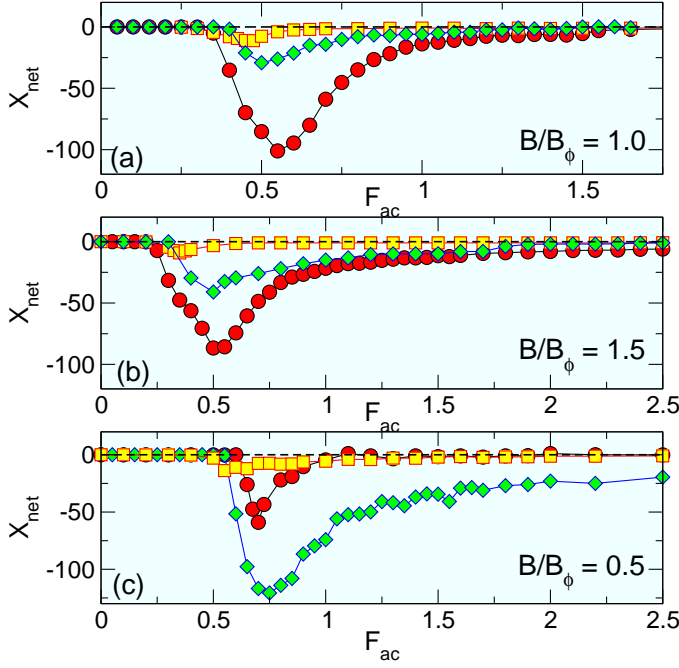 0
-50
-100
X_net
(a)
B/B_ϕ = 1.0
0 0.5 1 1.5
F_ac
0
-50
-100
X_net
(b)
B/B_ϕ = 1.5
0 0.5 1 1.5 2 2.5
F_ac
0
-50
-100
X_net
(c)
B/B_ϕ = 0.5
0 0.5 1 1.5 2 2.5
F_ac